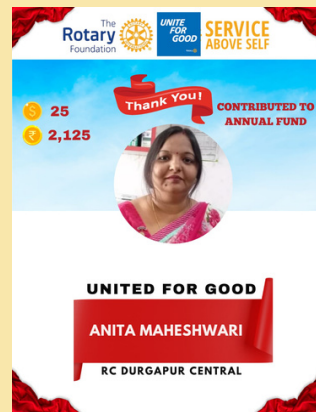 The
Rotary
Foundation
UNITE
FOR
GOOD
SERVICE
ABOVE SELF
Thank You!
$ 25
₹ 2,125
CONTRIBUTED TO
ANNUAL FUND
UNITED FOR GOOD
ANITA MAHESHWARI
RC DURGAPUR CENTRAL